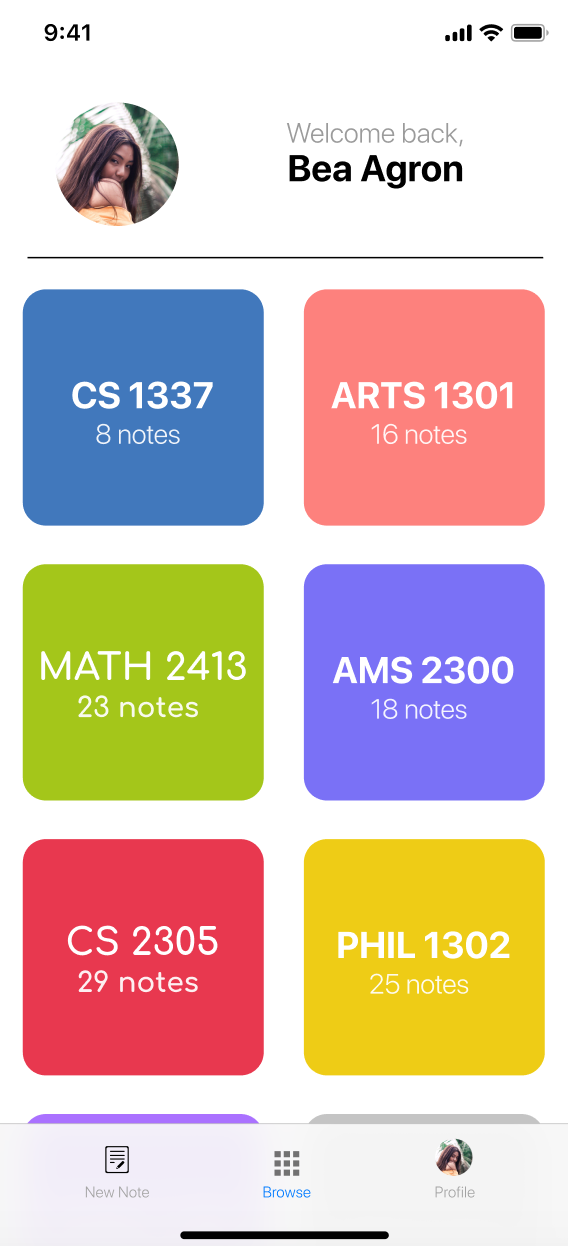 9:41
Welcome back,
Bea Agron
CS 1337
8 notes
ARTS 1301
16 notes
MATH 2413
23 notes
AMS 2300
18 notes
CS 2305
29 notes
PHIL 1302
25 notes
New Note
Browse
Profile